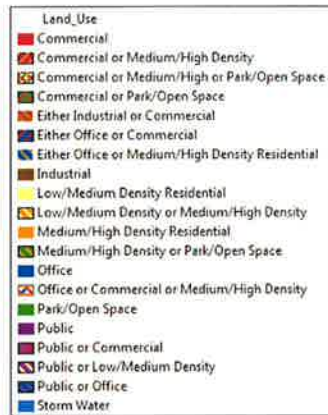 Land_Use
Commercial
Commercial or Medium/High Density
Commercial or Medium/High or Park/Open Space
Commercial or Park/Open Space
Either Industrial or Commercial
Either Office or Commercial
Either Office or Medium/High Density Residential
Industrial
Low/Medium Density Residential
Low/Medium Density or Medium/High Density
Medium/High Density Residential
Medium/High Density or Park/Open Space
Office
Office or Commercial or Medium/High Density
Park/Open Space
Public
Public or Commercial
Public or Low/Medium Density
Public or Office
Storm Water